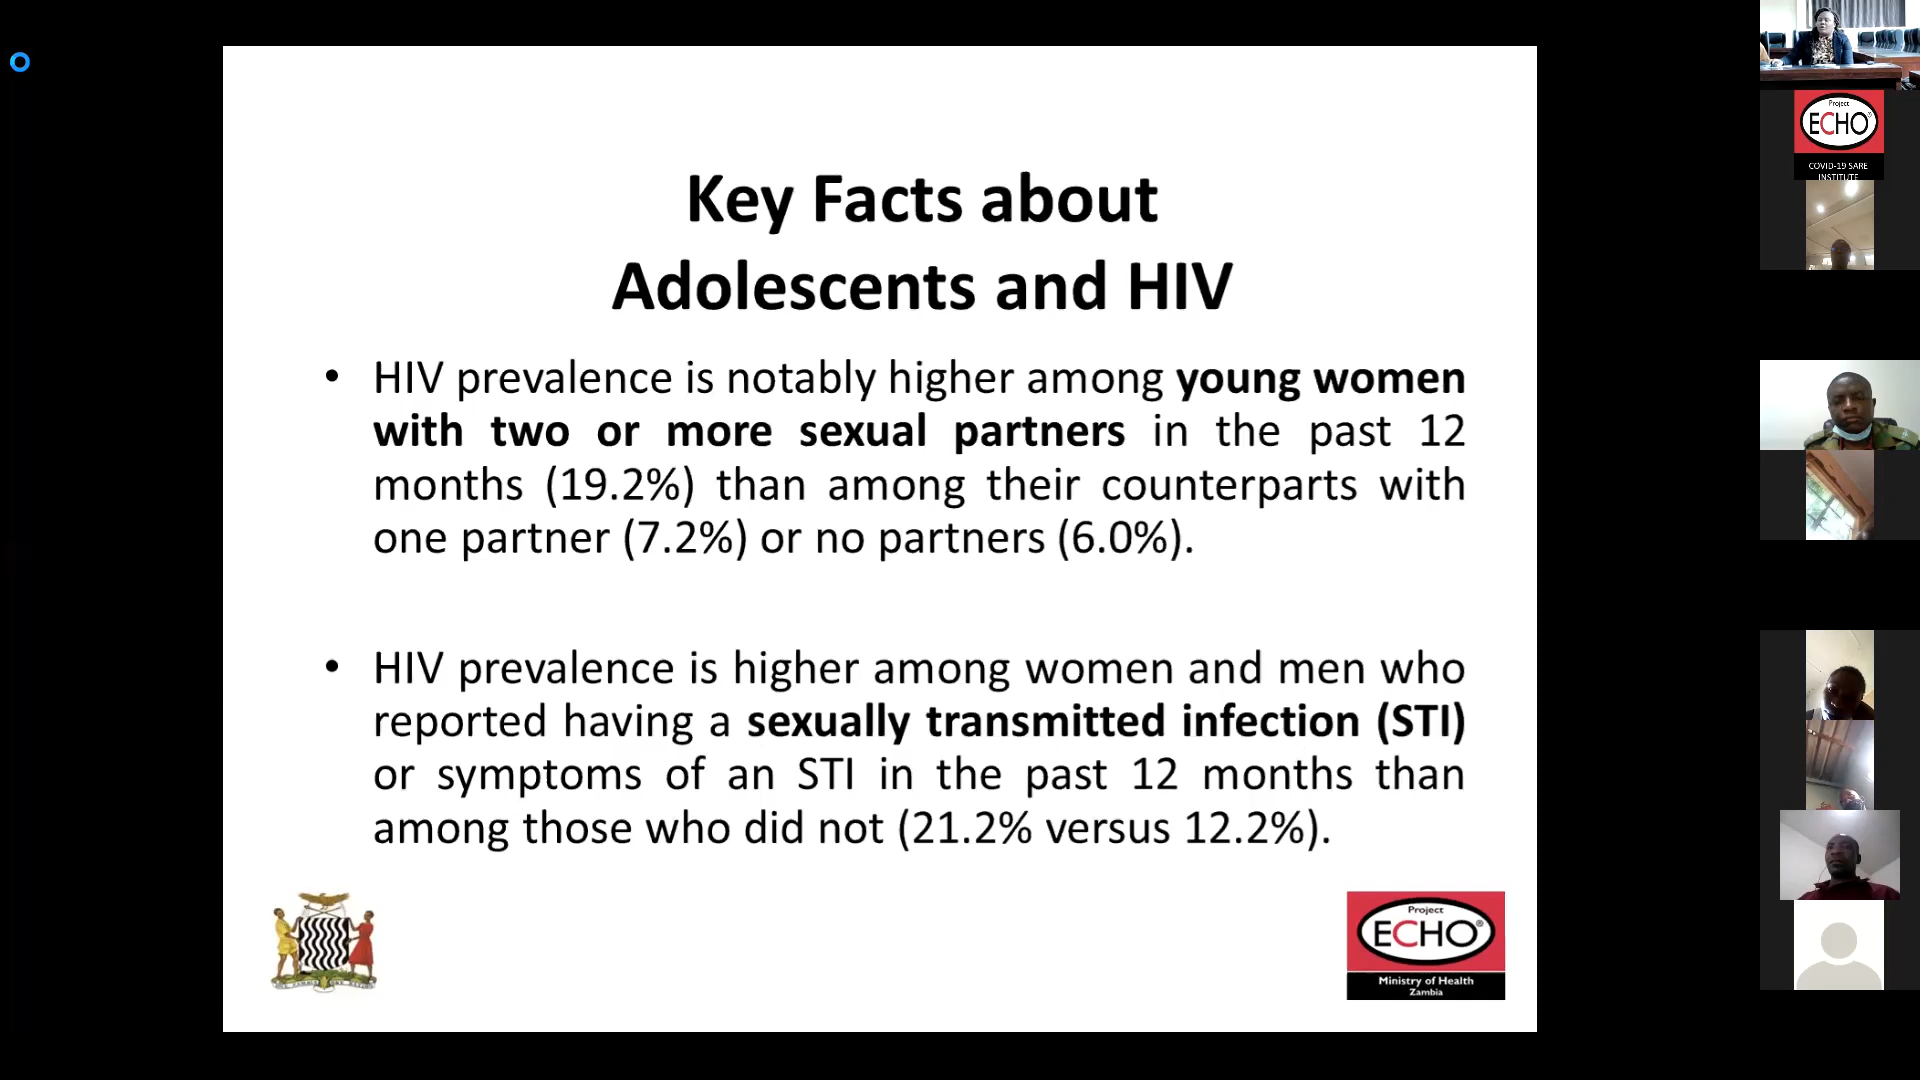 Key Facts about
Adolescents and HIV
• HIV prevalence is notably higher among young women
with two or more sexual partners in the past 12
months (19.2%) than among their counterparts with
one partner (7.2%) or no partners (6.0%).
• HIV prevalence is higher among women and men who
reported having a sexually transmitted infection (STI)
or symptoms of an STI in the past 12 months than
among those who did not (21.2% versus 12.2%).
Project
ECHO®
Ministry of Health
Zambia
Project
ECHO®
COVID-19 SARE
INSTITUTE